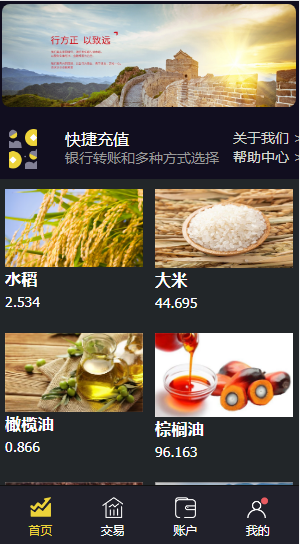 行方正 以致远
快捷充值
关于我们 >
银行转账和多种方式选择
帮助中心 >
水稻
大米
2.534
44.695
橄榄油
棕榈油
0.866
96.163
首页
交易
账户
我的